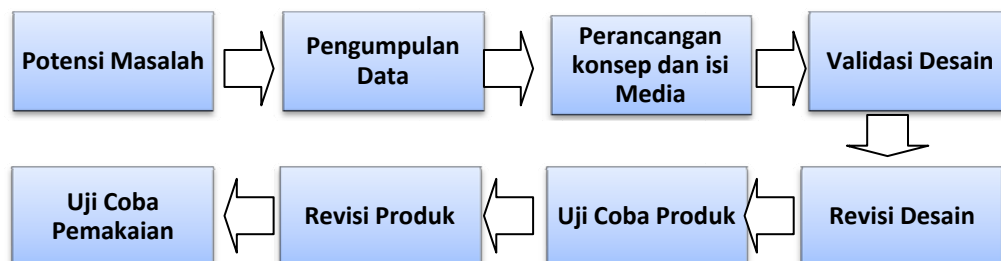 Potensi Masalah
Pengumpulan
Data
Perancangan
konsep dan isi
Media
Validasi Desain
Revisi Desain
Uji Coba Produk
Revisi Produk
Uji Coba
Pemakaian